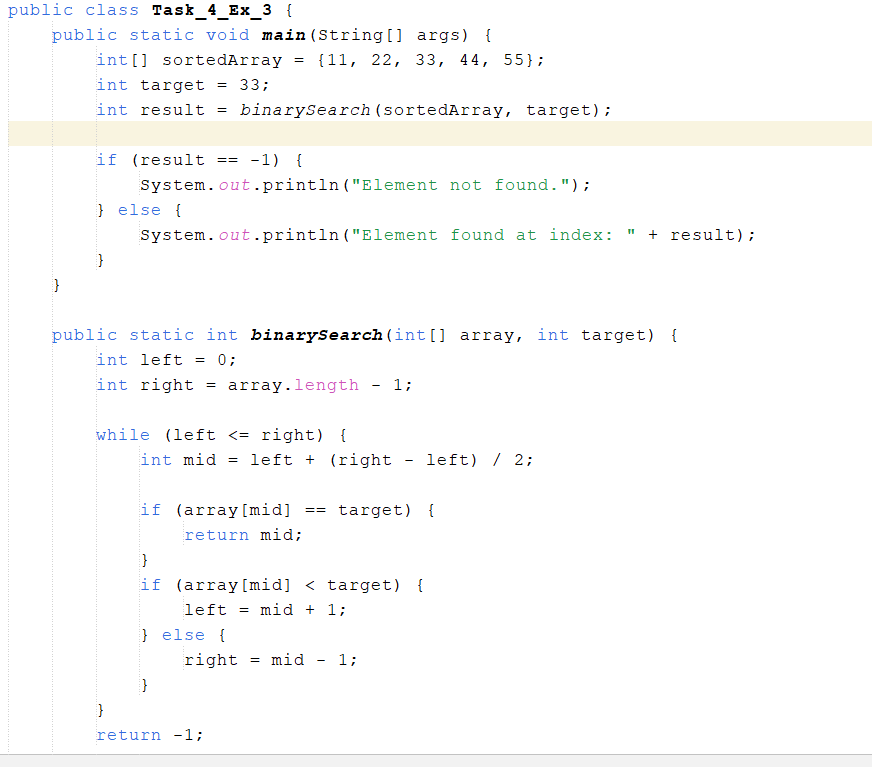 public class Task_4_Ex_3 {
    public static void main(String[] args) {
        int[] sortedArray = {11, 22, 33, 44, 55};
        int target = 33;
        int result = binarySearch(sortedArray, target);

        if (result == -1) {
            System.out.println("Element not found.");
        } else {
            System.out.println("Element found at index: " + result);
        }
    }

    public static int binarySearch(int[] array, int target) {
        int left = 0;
        int right = array.length - 1;

        while (left <= right) {
            int mid = left + (right - left) / 2;

            if (array[mid] == target) {
                return mid;
            }
            if (array[mid] < target) {
                left = mid + 1;
            } else {
                right = mid - 1;
            }
        }
        return -1;